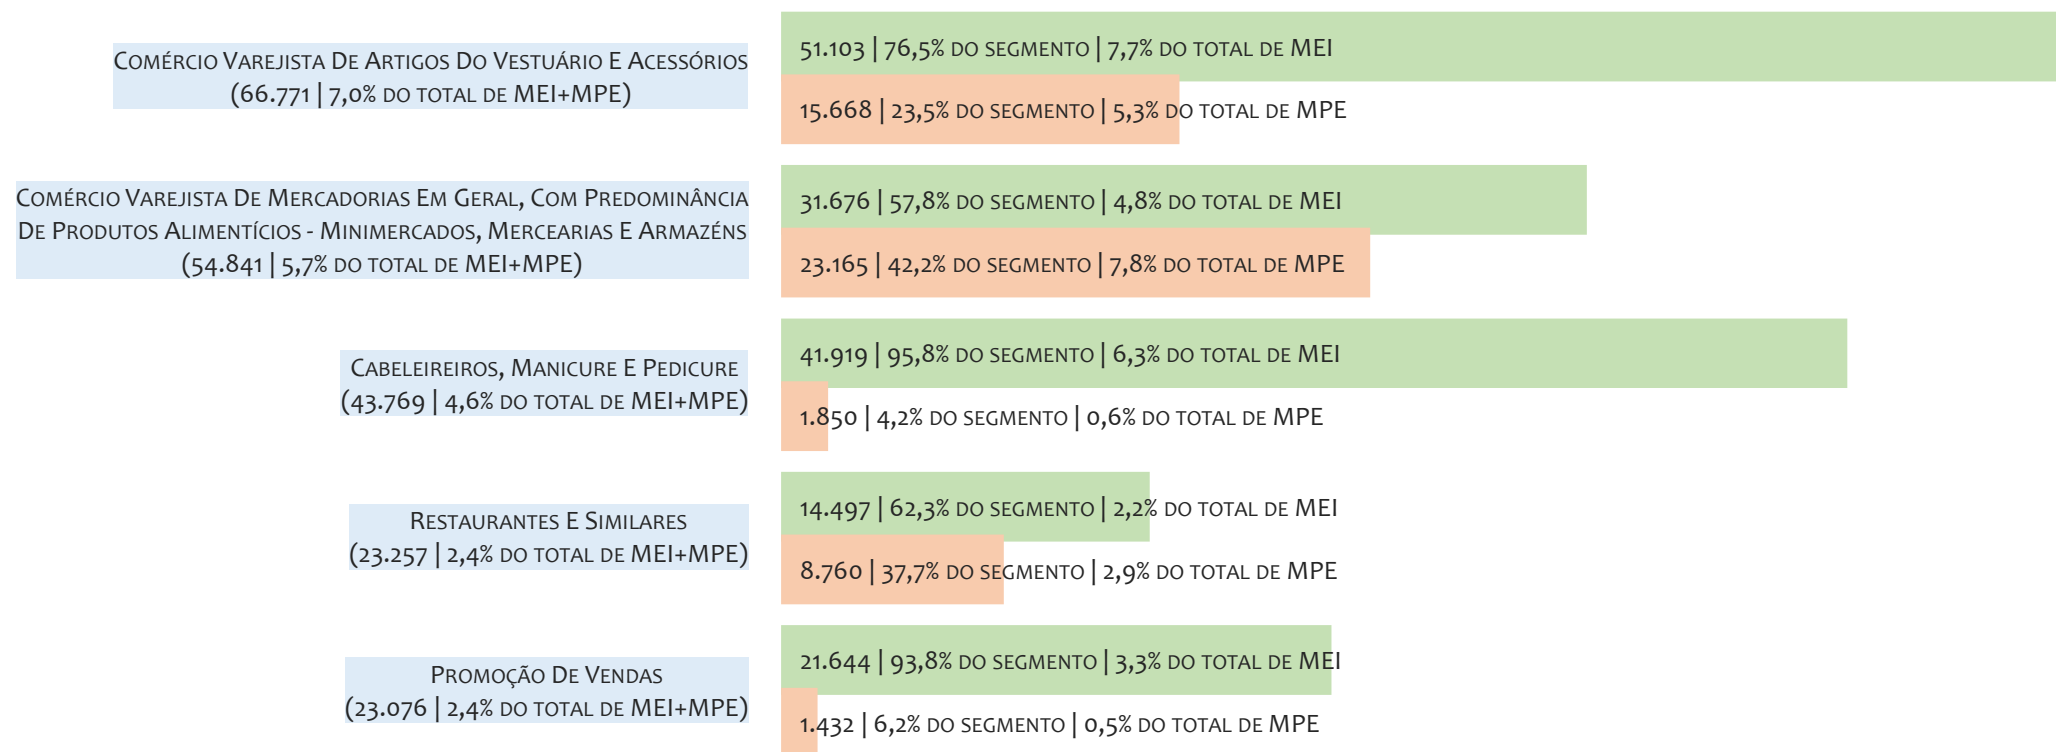 Comércio Varejista De Artigos Do Vestuário E Acessórios
(66.771 | 7,0% do total de MEI+MPE)
51.103 | 76,5% do segmento | 7,7% do total de MEI
15.668 | 23,5% do segmento | 5,3% do total de MPE
Comércio Varejista De Mercadorias Em Geral, Com Predominância
De Produtos Alimentícios - Minimercados, Mercearias E Armazéns
(54.841 | 5,7% do total de MEI+MPE)
31.676 | 57,8% do segmento | 4,8% do total de MEI
23.165 | 42,2% do segmento | 7,8% do total de MPE
Cabeleireiros, Manicure E Pedicure
(43.769 | 4,6% do total de MEI+MPE)
41.919 | 95,8% do segmento | 6,3% do total de MEI
1.850 | 4,2% do segmento | 0,6% do total de MPE
Restaurantes E Similares
(23.257 | 2,4% do total de MEI+MPE)
14.497 | 62,3% do segmento | 2,2% do total de MEI
8.760 | 37,7% do segmento | 2,9% do total de MPE
Promoção De Vendas
(23.076 | 2,4% do total de MEI+MPE)
21.644 | 93,8% do segmento | 3,3% do total de MEI
1.432 | 6,2% do segmento | 0,5% do total de MPE